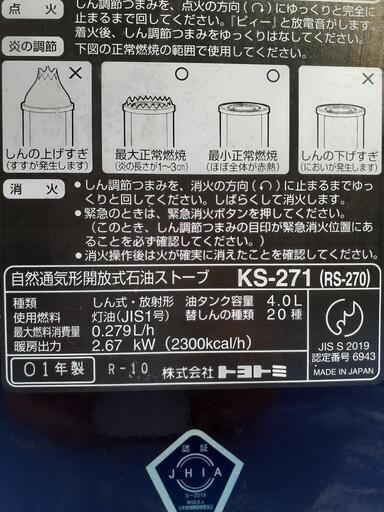 点　火
しん調節つまみを、点火の方向(↷)にゆっくりと完全に
止まるまで回してください。『ピィー』と放電音がします。
着火後、しん調節つまみをゆっくりはなしてください。
炎の調節
下図の正常燃焼の範囲で使用してください。
しんの上げすぎ
(すすが発生します)
最大正常燃焼
(炎の長さが1~3cm)
最小正常燃焼
(ほぼ全体が赤熱)
しんの下げすぎ
(においが発生します)
消　火
●しん調節つまみを、消火の方向(↶)に止まるまでゆっ
くりと回してください。しばらくして消火します。
●緊急のときは、緊急消火ボタンを押してください。
(このとき、しん調節つまみの目印が緊急消火位置にあ
ることを確かめてください。)
●消火操作後は火が確実に消えたことを確認してください。
自然通気形開放式石油ストーブ KS-271 (RS-270)
種類 しん式・放射形 油タンク容量 4.0L
使用燃料 灯油(JIS1号) 替しんの種類 20種
最大燃料消費量 0.279L/h
暖房出力 2.67 kW (2300kcal/h)
JIS S 2019
認定番号 6943
MADE IN JAPAN
01年製 R-10 株式会社トヨトミ
認証
JHIA
S-2019